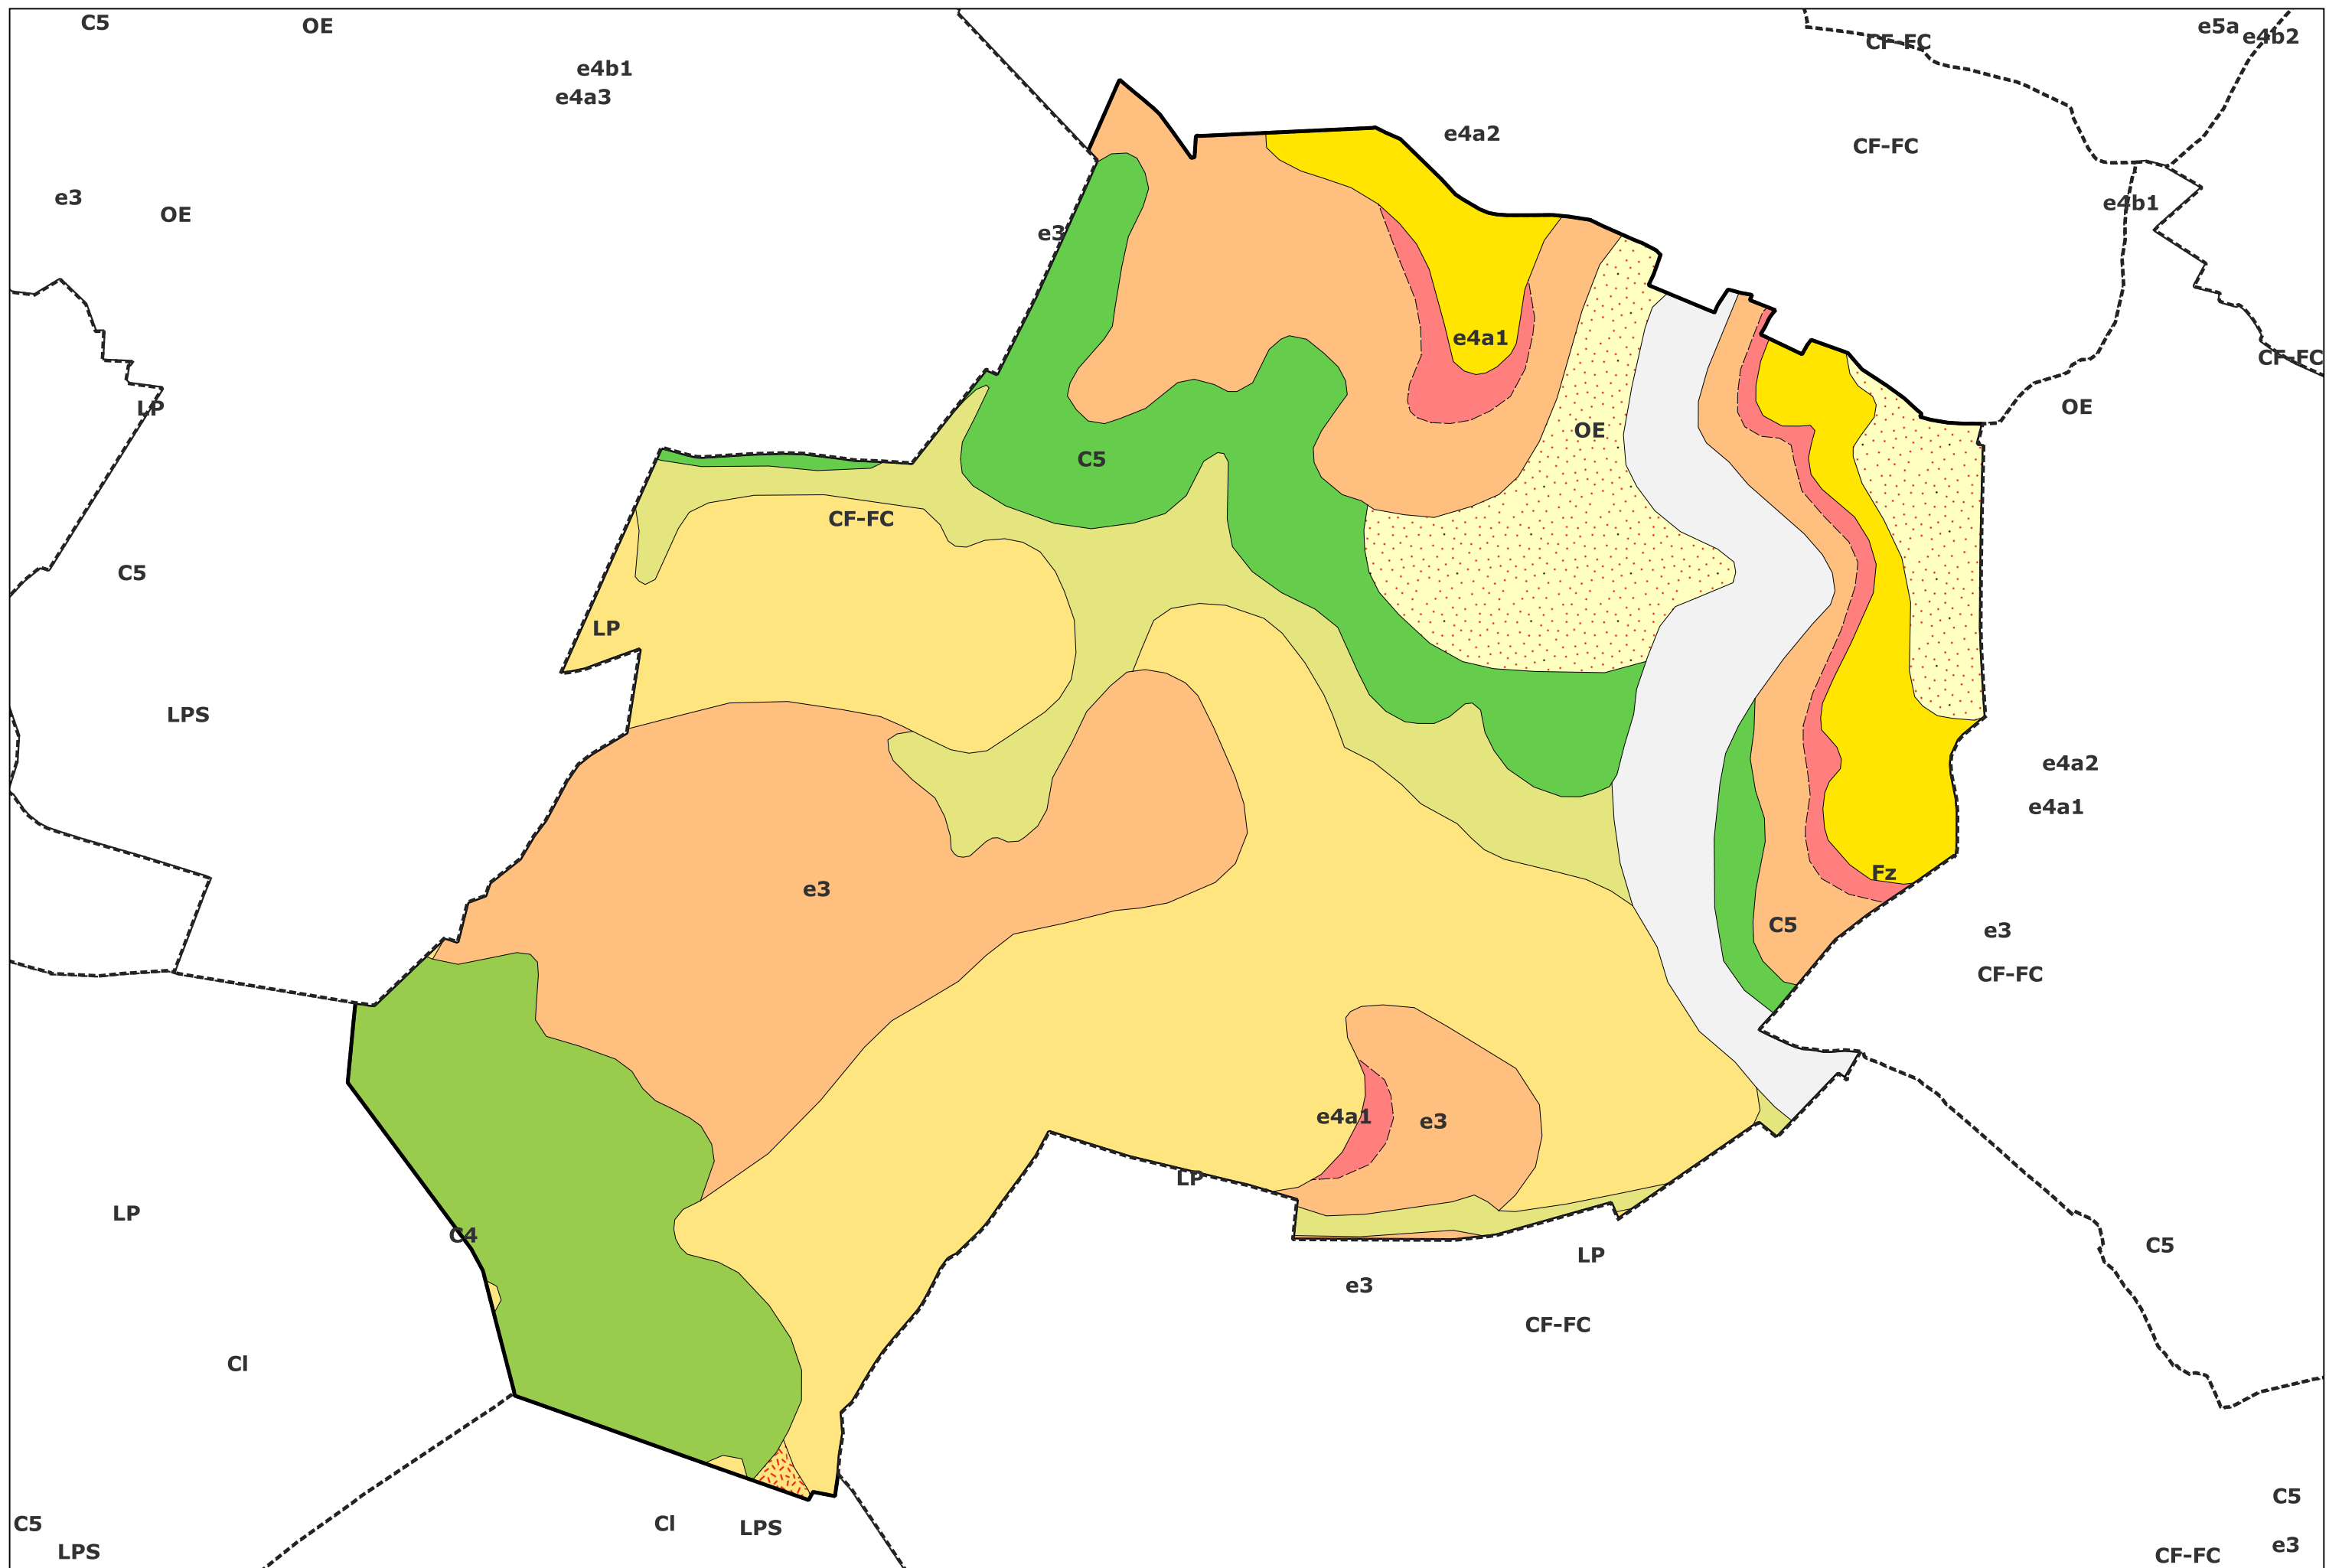 C5
OE
e5a
e4b2
CF-FC
e4b1
e4a3
e4a2
CF-FC
e3
OE
e4b1
e3
e4a1
CF-FC
LP
OE
OE
C5
CF-FC
C5
LP
LPS
e4a2
e4a1
Fz
e3
C5
e3
CF-FC
e4a1
e3
LP
LP
C4
C5
LP
e3
CF-FC
Cl
C5
C5
Cl
LPS
LPS
e3
CF-FC